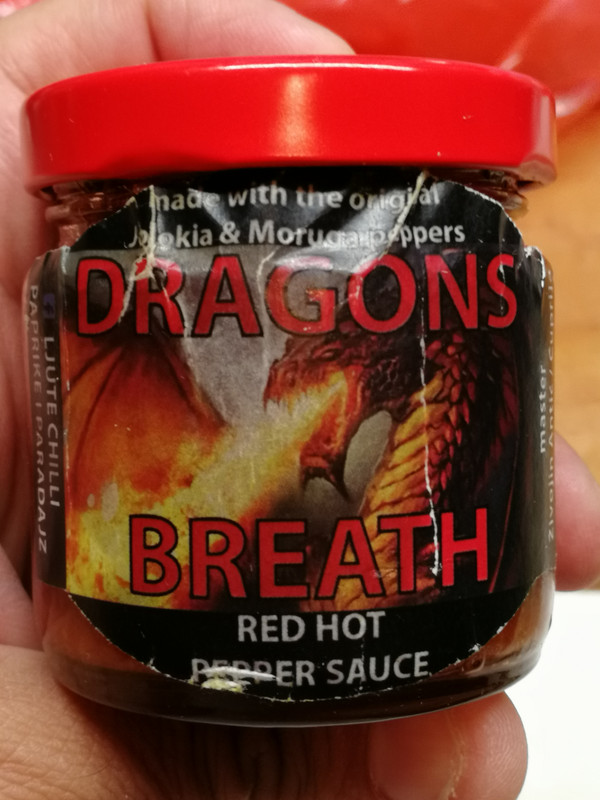 made with the original
Jolokia & Moruga peppers
DRAGONS
BREATH
RED HOT
PEPPER SAUCE
LJUTE CHILLI
PAPRIKE I PARADAJZ
master